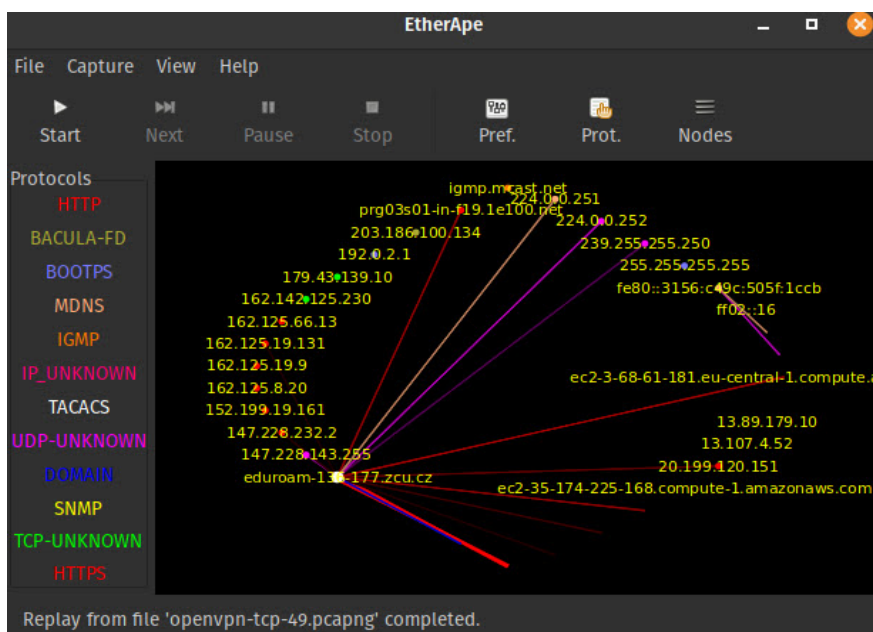 EtherApe
File Capture View Help
Start Next Pause Stop Pref. Prot. Nodes
Protocols
HTTP
BACULA-FD
BOOTPS
MDNS
IGMP
IP_UNKNOWN
TACACS
UDP-UNKNOWN
DOMAIN
SNMP
TCP-UNKNOWN
HTTPS
igmp.mcast.net
224.0.0.251
prg03s01-in-f19.1e100.net
224.0.0.252
203.186.100.134
239.255.255.250
192.0.2.1
255.255.255.255
179.43.139.10
fe80::3156:c49c:505f:1ccb
162.142.125.230
ff02::16
162.125.66.13
162.125.19.131
162.125.19.9
ec2-3-68-61-181.eu-central-1.compute.a
162.125.8.20
152.199.19.161
13.89.179.10
147.228.232.2
13.107.4.52
147.228.143.255
20.199.120.151
eduroam-13 -177.zcu.cz
ec2-35-174-225-168.compute-1.amazonaws.com
Replay from file 'openvpn-tcp-49.pcapng' completed.